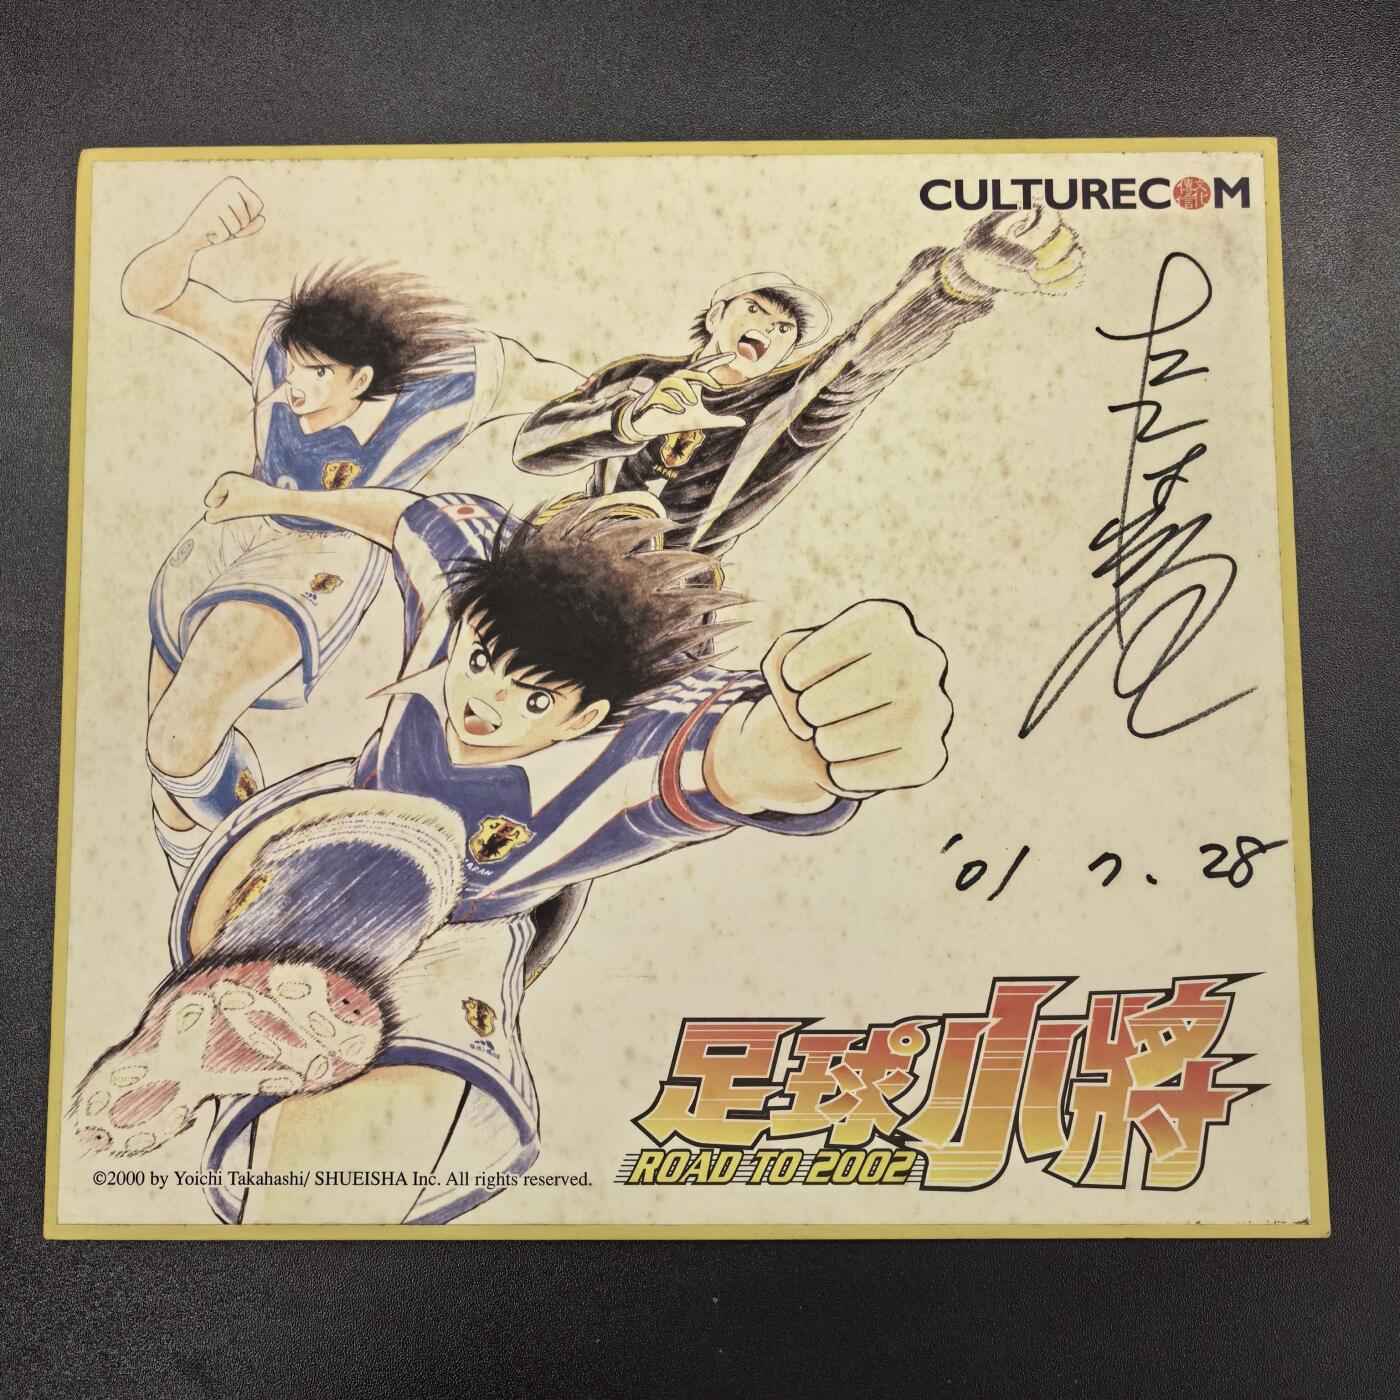 CULTURECOM
'01 7. 28
足球小將
ROAD TO 2002
©2000 by Yoichi Takahashi/ SHUEISHA Inc. All rights reserved.